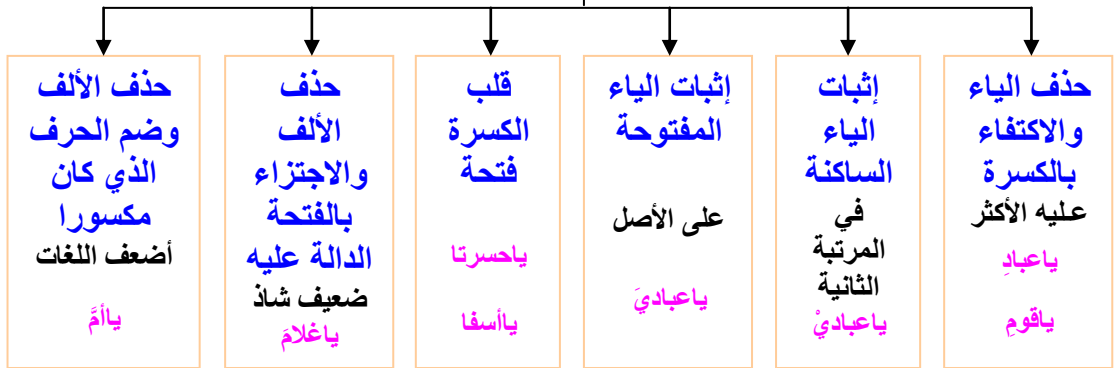 حذف الياء
والاكتفاء
بالكسرة
عليه الأكثر
ياعبادِ
ياقومِ
إثبات
الياء
الساكنة
في
المرتبة
الثانية
ياعباديْ
إثبات الياء
المفتوحة
على الأصل
ياعباديَ
قلب
الكسرة
فتحة
ياحسرتا
ياأسفا
حذف
الألف
والاجتزاء
بالفتحة
الدالة عليه
ضعيف شاذ
ياغلامَ
حذف الألف
وضم الحرف
الذي كان
مكسورا
أضعف اللغات
ياأمَّ